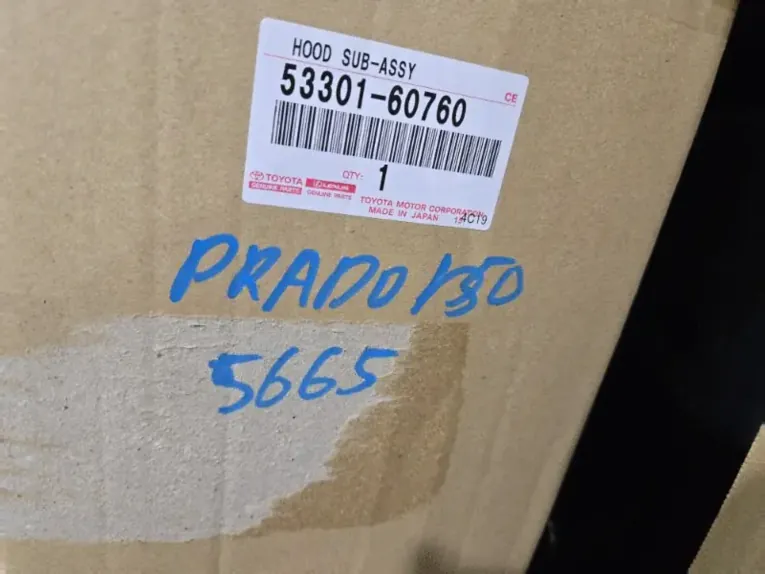 HOOD SUB-ASSY
53301-60760
CE
QTY: 1
TOYOTA
GENUINE PARTS
LEXUS
GENUINE PARTS
TOYOTA MOTOR CORPORATION
MADE IN JAPAN
4C19
PRADO 150
5665